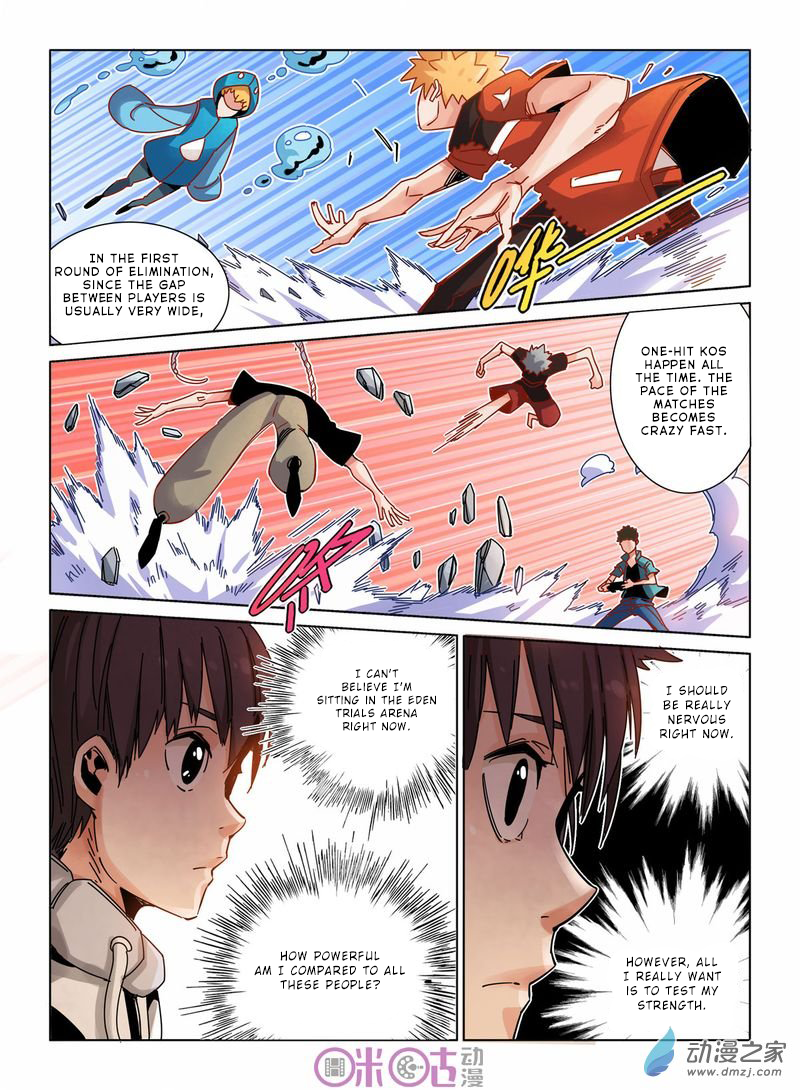 哗
IN THE FIRST
ROUND OF ELIMINATION,
SINCE THE GAP
BETWEEN PLAYERS IS
USUALLY VERY WIDE,
ONE-HIT KOS
HAPPEN ALL
THE TIME. THE
PACE OF THE
MATCHES
BECOMES
CRAZY FAST.
I CAN'T
BELIEVE I'M
SITTING IN THE EDEN
TRIALS ARENA
RIGHT NOW.
HOW POWERFUL
AM I COMPARED TO ALL
THESE PEOPLE?
I SHOULD
BE REALLY
NERVOUS
RIGHT NOW.
HOWEVER, ALL
I REALLY WANT
IS TO TEST MY
STRENGTH.
咪咕动漫
动漫之家
www.dmzj.com